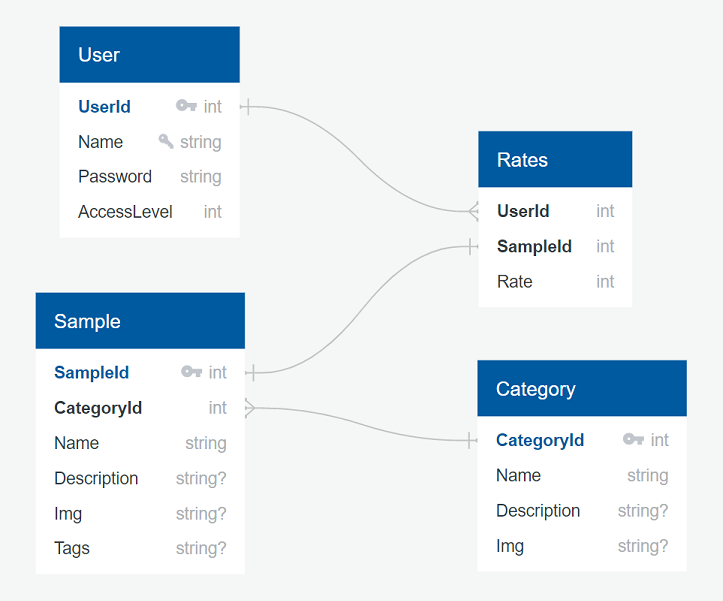 User
UserId int
Name string
Password string
AccessLevel int
Rates
UserId int
SampleId int
Rate int
Sample
SampleId int
CategoryId int
Name string
Description string?
Img string?
Tags string?
Category
CategoryId int
Name string
Description string?
Img string?